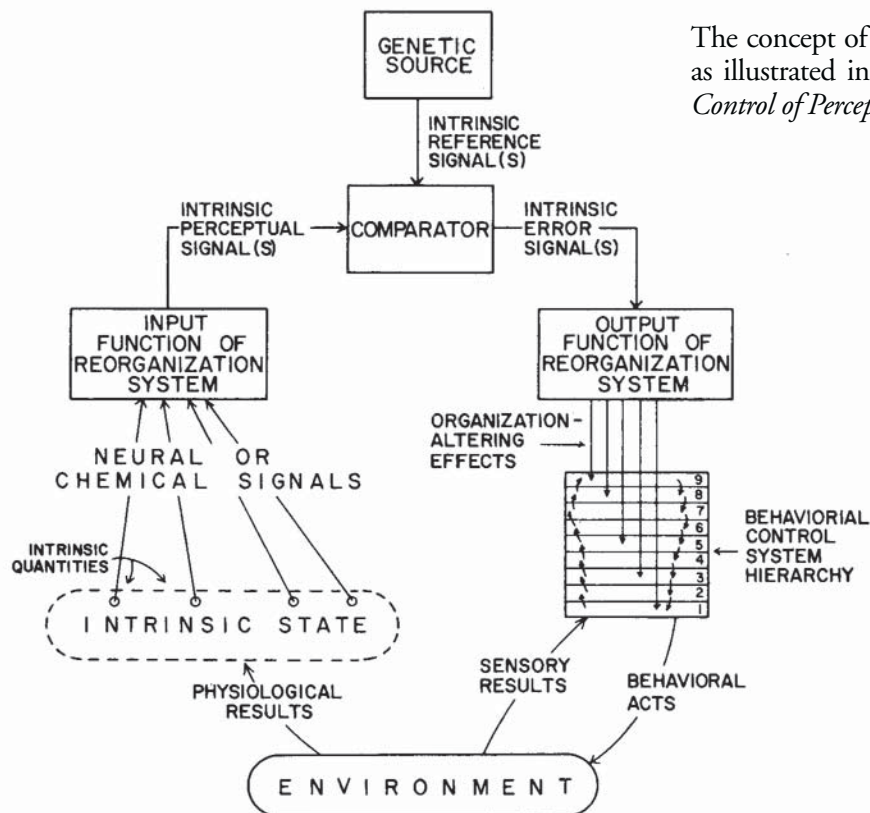 The concept of
as illustrated in
Control of Percep
GENETIC
SOURCE
INTRINSIC
REFERENCE
SIGNAL(S)
INTRINSIC
PERCEPTUAL
SIGNAL(S)
COMPARATOR
INTRINSIC
ERROR
SIGNAL(S)
INPUT
FUNCTION OF
REORGANIZATION
SYSTEM
OUTPUT
FUNCTION OF
REORGANIZATION
SYSTEM
ORGANIZATION-
ALTERING
EFFECTS
NEURAL OR
CHEMICAL SIGNALS
9
8
7
6
5
4
3
2
1
BEHAVIORIAL
CONTROL
SYSTEM
HIERARCHY
INTRINSIC
QUANTITIES
INTRINSIC STATE
PHYSIOLOGICAL
RESULTS
SENSORY
RESULTS
BEHAVIORAL
ACTS
ENVIRONMENT